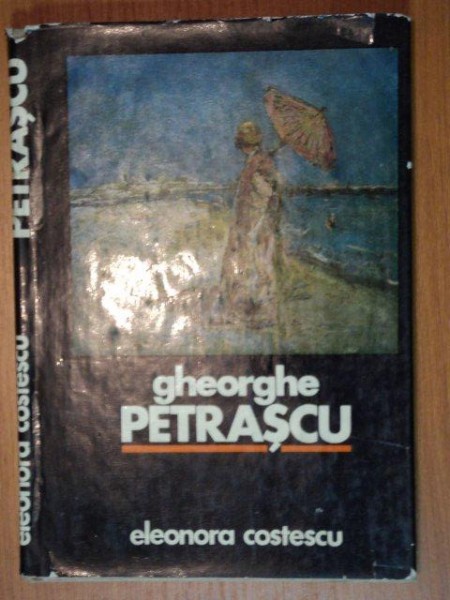 PETRAȘCU
eleonora costescu
gheorghe
PETRAȘCU
eleonora costescu